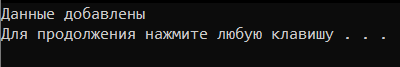 Данные добавлены
Для продолжения нажмите любую клавишу . . .